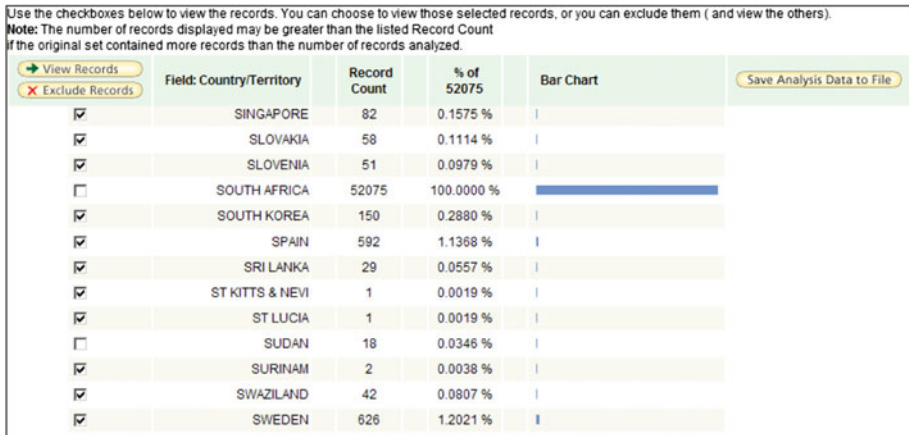 Use the checkboxes below to view the records. You can choose to view those selected records, or you can exclude them ( and view the others).
Note: The number of records displayed may be greater than the listed Record Count
if the original set contained more records than the number of records analyzed.
View Records
X Exclude Records
Field: Country/Territory
Record Count
% of 52075
Bar Chart
Save Analysis Data to File
SINGAPORE 82 0.1575 %
SLOVAKIA 58 0.1114 %
SLOVENIA 51 0.0979 %
SOUTH AFRICA 52075 100.0000 %
SOUTH KOREA 150 0.2880 %
SPAIN 592 1.1368 %
SRI LANKA 29 0.0557 %
ST KITTS & NEVI 1 0.0019 %
ST LUCIA 1 0.0019 %
SUDAN 18 0.0346 %
SURINAM 2 0.0038 %
SWAZILAND 42 0.0807 %
SWEDEN 626 1.2021 %